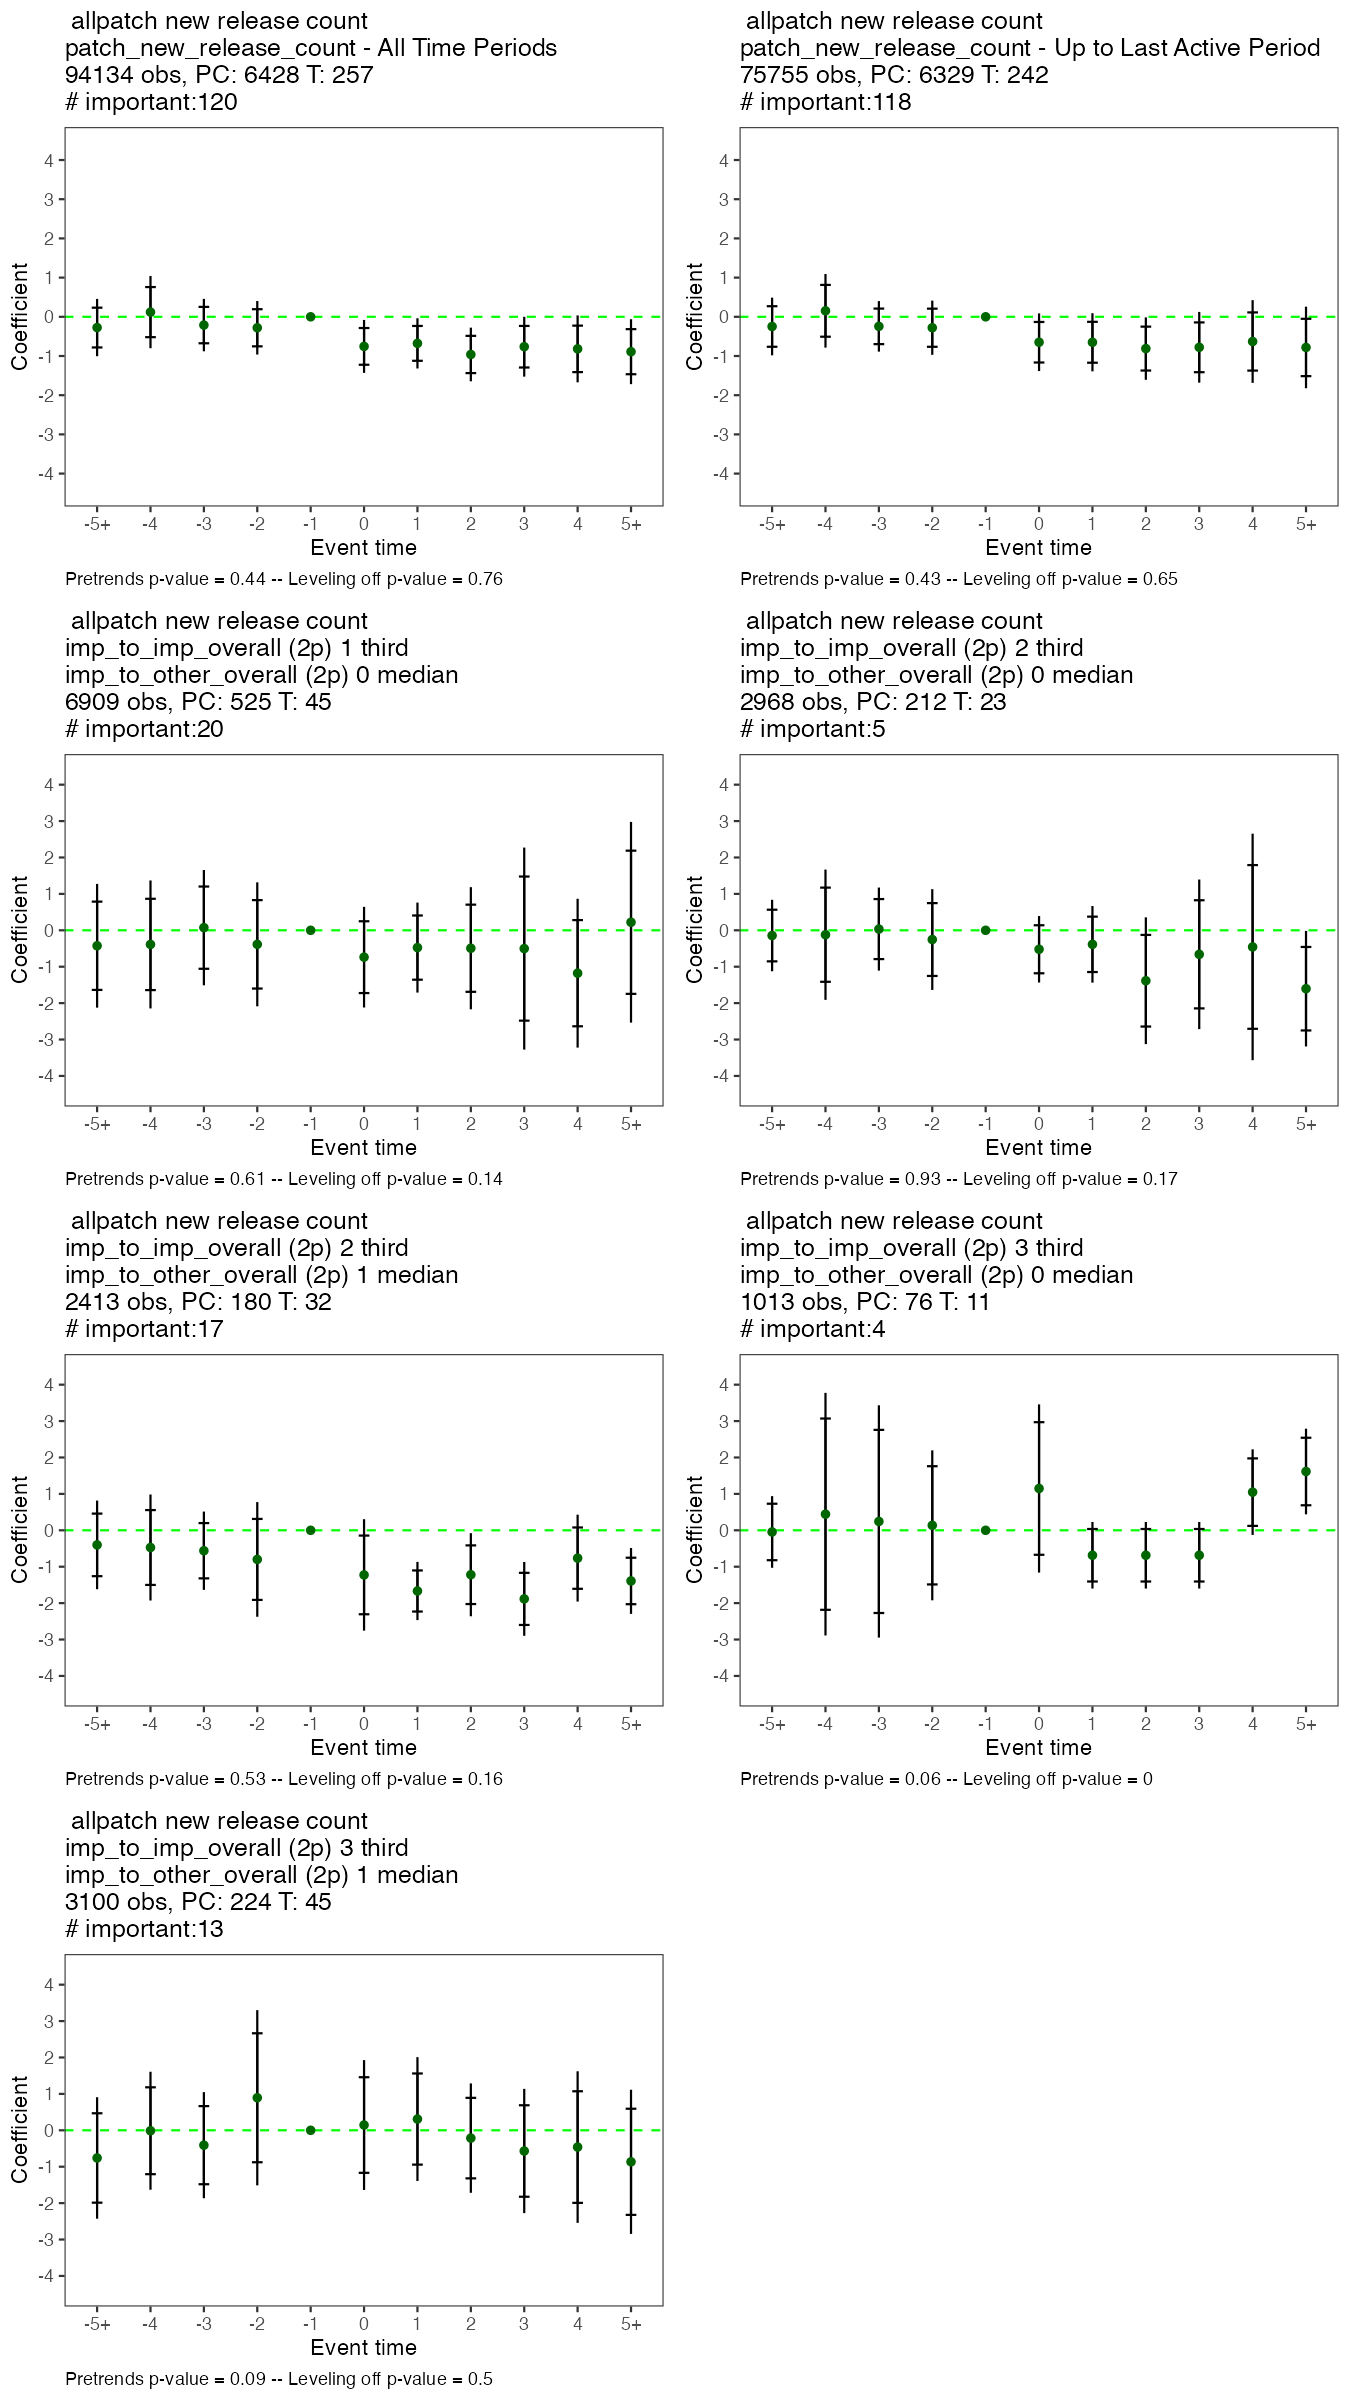 allpatch new release count
patch_new_release_count - All Time Periods
94134 obs, PC: 6428 T: 257
# important:120
4
3
2
1
0
-1
-2
-3
-4
Coefficient
-5+ -4 -3 -2 -1 0 1 2 3 4 5+
Event time
Pretrends p-value = 0.44 -- Leveling off p-value = 0.76
allpatch new release count
patch_new_release_count - Up to Last Active Period
75755 obs, PC: 6329 T: 242
# important:118
4
3
2
1
0
-1
-2
-3
-4
Coefficient
-5+ -4 -3 -2 -1 0 1 2 3 4 5+
Event time
Pretrends p-value = 0.43 -- Leveling off p-value = 0.65
allpatch new release count
imp_to_imp_overall (2p) 1 third
imp_to_other_overall (2p) 0 median
6909 obs, PC: 525 T: 45
# important:20
4
3
2
1
0
-1
-2
-3
-4
Coefficient
-5+ -4 -3 -2 -1 0 1 2 3 4 5+
Event time
Pretrends p-value = 0.61 -- Leveling off p-value = 0.14
allpatch new release count
imp_to_imp_overall (2p) 2 third
imp_to_other_overall (2p) 0 median
2968 obs, PC: 212 T: 23
# important:5
4
3
2
1
0
-1
-2
-3
-4
Coefficient
-5+ -4 -3 -2 -1 0 1 2 3 4 5+
Event time
Pretrends p-value = 0.93 -- Leveling off p-value = 0.17
allpatch new release count
imp_to_imp_overall (2p) 2 third
imp_to_other_overall (2p) 1 median
2413 obs, PC: 180 T: 32
# important:17
4
3
2
1
0
-1
-2
-3
-4
Coefficient
-5+ -4 -3 -2 -1 0 1 2 3 4 5+
Event time
Pretrends p-value = 0.53 -- Leveling off p-value = 0.16
allpatch new release count
imp_to_imp_overall (2p) 3 third
imp_to_other_overall (2p) 0 median
1013 obs, PC: 76 T: 11
# important:4
4
3
2
1
0
-1
-2
-3
-4
Coefficient
-5+ -4 -3 -2 -1 0 1 2 3 4 5+
Event time
Pretrends p-value = 0.06 -- Leveling off p-value = 0
allpatch new release count
imp_to_imp_overall (2p) 3 third
imp_to_other_overall (2p) 1 median
3100 obs, PC: 224 T: 45
# important:13
4
3
2
1
0
-1
-2
-3
-4
Coefficient
-5+ -4 -3 -2 -1 0 1 2 3 4 5+
Event time
Pretrends p-value = 0.09 -- Leveling off p-value = 0.5